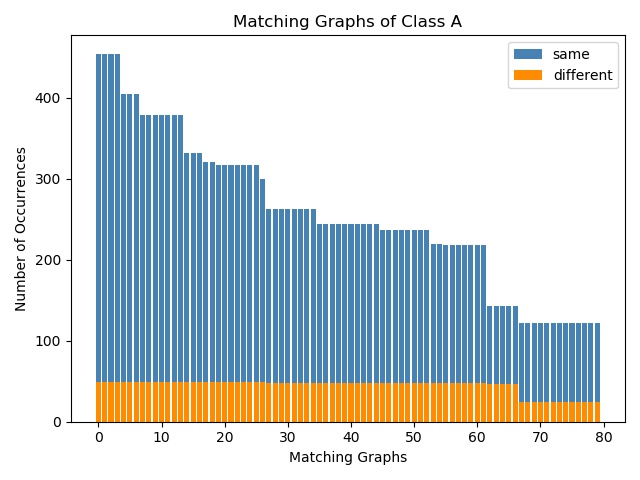 Matching Graphs of Class A
same
different
Number of Occurrences
400
300
200
100
0
0 10 20 30 40 50 60 70 80
Matching Graphs